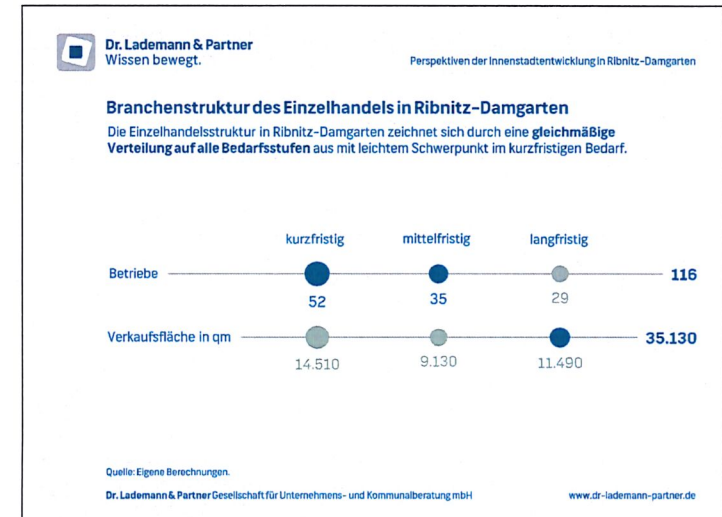 Dr. Lademann & Partner
Wissen bewegt.
Perspektiven der Innenstadtentwicklung in Ribnitz-Damgarten
Branchenstruktur des Einzelhandels in Ribnitz-Damgarten
Die Einzelhandelsstruktur in Ribnitz-Damgarten zeichnet sich durch eine gleichmäßige
Verteilung auf alle Bedarfsstufen aus mit leichtem Schwerpunkt im kurzfristigen Bedarf.
kurzfristig mittelfristig langfristig
Betriebe 116
52 35 29
Verkaufsfläche in qm 35.130
14.510 9.130 11.490
Quelle: Eigene Berechnungen.
Dr. Lademann & Partner Gesellschaft für Unternehmens- und Kommunalberatung mbH www.dr-lademann-partner.de